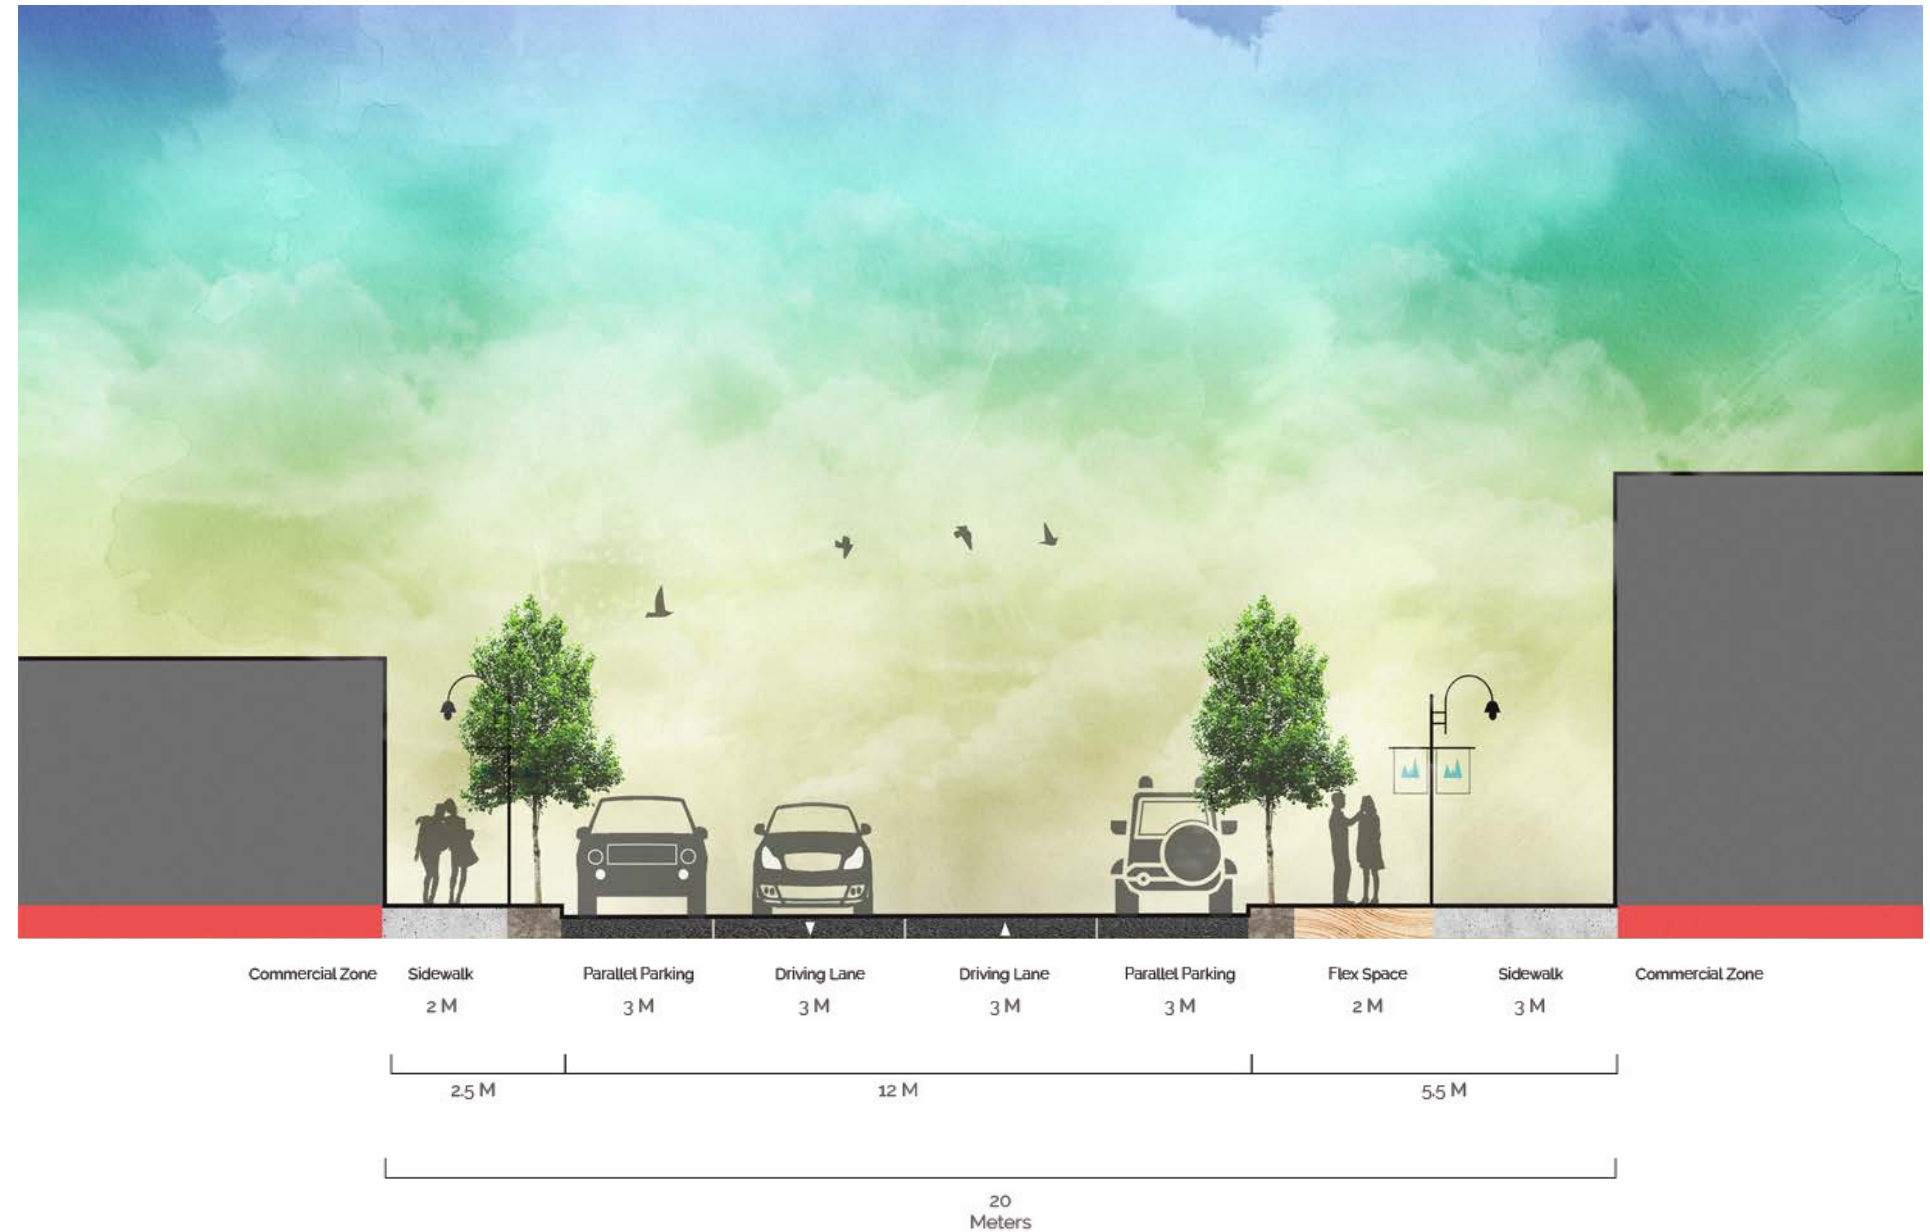 Commercial Zone
Sidewalk
Parallel Parking
Driving Lane
Driving Lane
Parallel Parking
Flex Space
Sidewalk
Commercial Zone
2 M
3 M
3 M
3 M
3 M
2 M
3 M
2.5 M
12 M
5.5 M
20
Meters